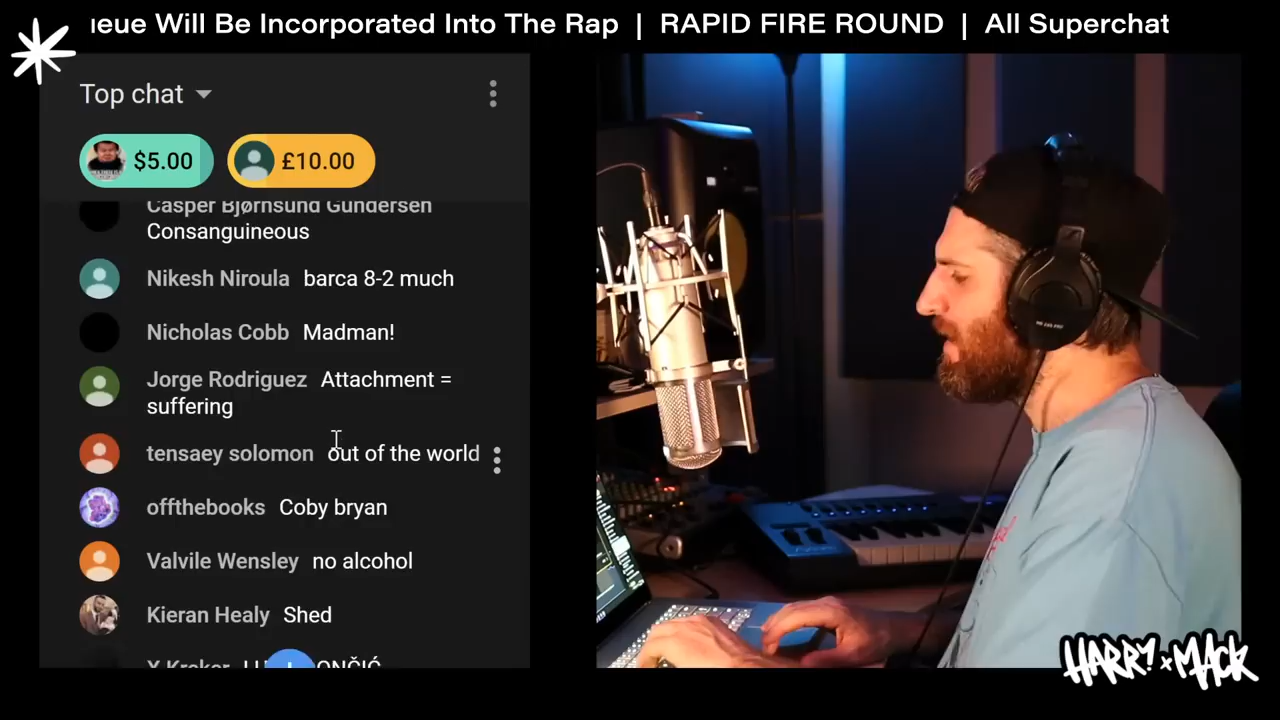 ieue Will Be Incorporated Into The Rap | RAPID FIRE ROUND | All Superchat
Top chat
$5.00 £10.00
Casper Bjørnsund Gundersen
Consanguineous
Nikesh Niroula barca 8-2 much
Nicholas Cobb Madman!
Jorge Rodriguez Attachment =
suffering
tensaey solomon out of the world
offthebooks Coby bryan
Valvile Wensley no alcohol
Kieran Healy Shed
HARRY x MACK